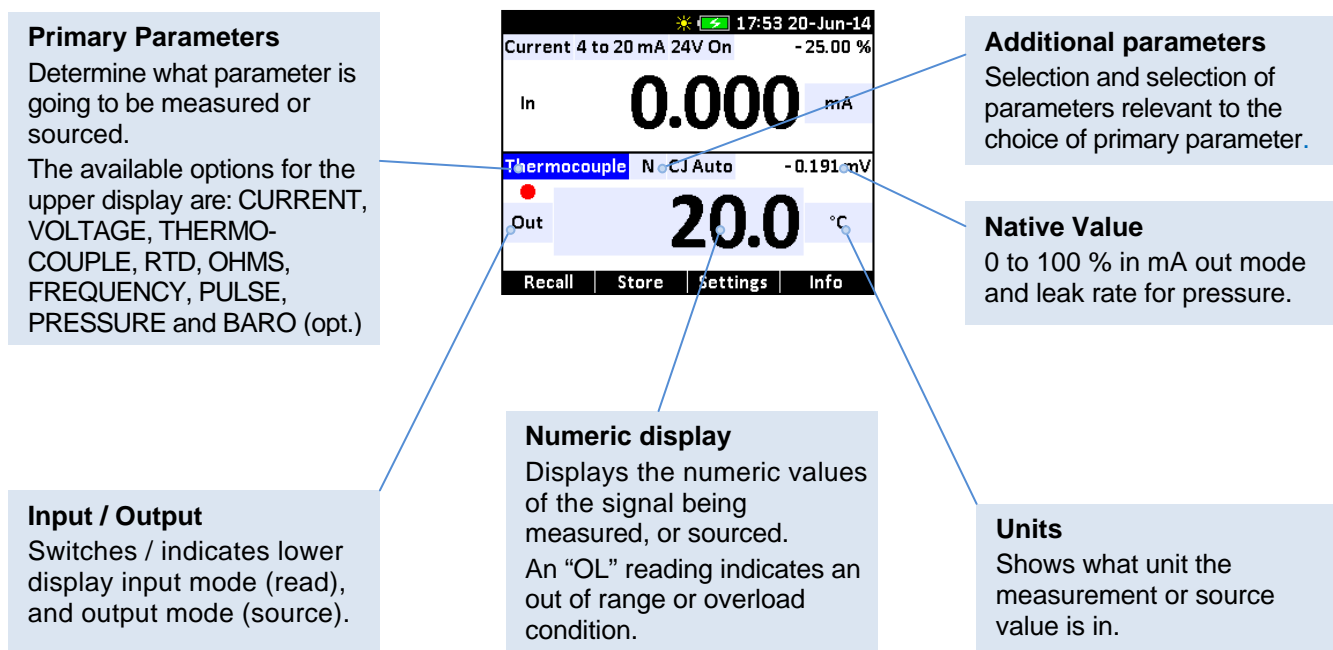 Primary Parameters
Determine what parameter is
going to be measured or
sourced.
The available options for the
upper display are: CURRENT,
VOLTAGE, THERMO-
COUPLE, RTD, OHMS,
FREQUENCY, PULSE,
PRESSURE and BARO (opt.)
17:53 20-Jun-14
Current 4 to 20 mA 24V On -25.00 %
In 0.000 mA
Thermocouple N CJ Auto -0.191 mV
Out 20.0 °C
Recall Store Settings Info
Additional parameters
Selection and selection of
parameters relevant to the
choice of primary parameter.
Native Value
0 to 100 % in mA out mode
and leak rate for pressure.
Input / Output
Switches / indicates lower
display input mode (read),
and output mode (source).
Numeric display
Displays the numeric values
of the signal being
measured, or sourced.
An “OL” reading indicates an
out of range or overload
condition.
Units
Shows what unit the
measurement or source
value is in.